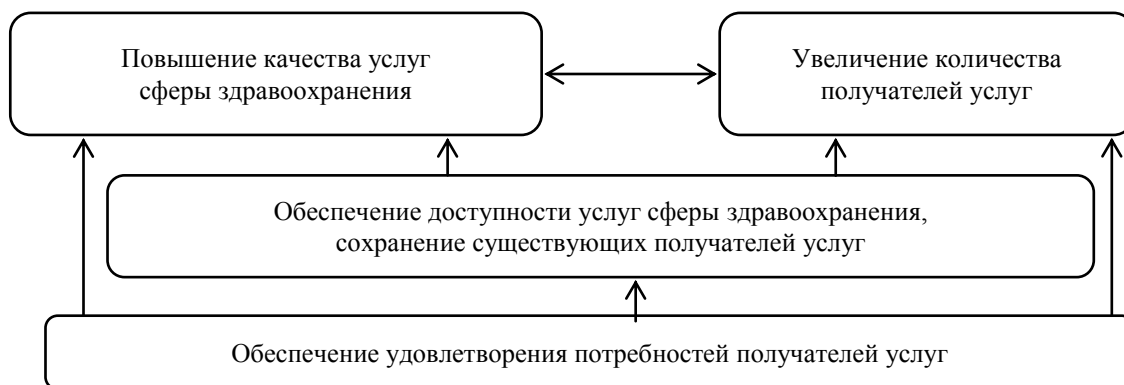 Повышение качества услуг
сферы здравоохранения
Увеличение количества
получателей услуг
Обеспечение доступности услуг сферы здравоохранения,
сохранение существующих получателей услуг
Обеспечение удовлетворения потребностей получателей услуг